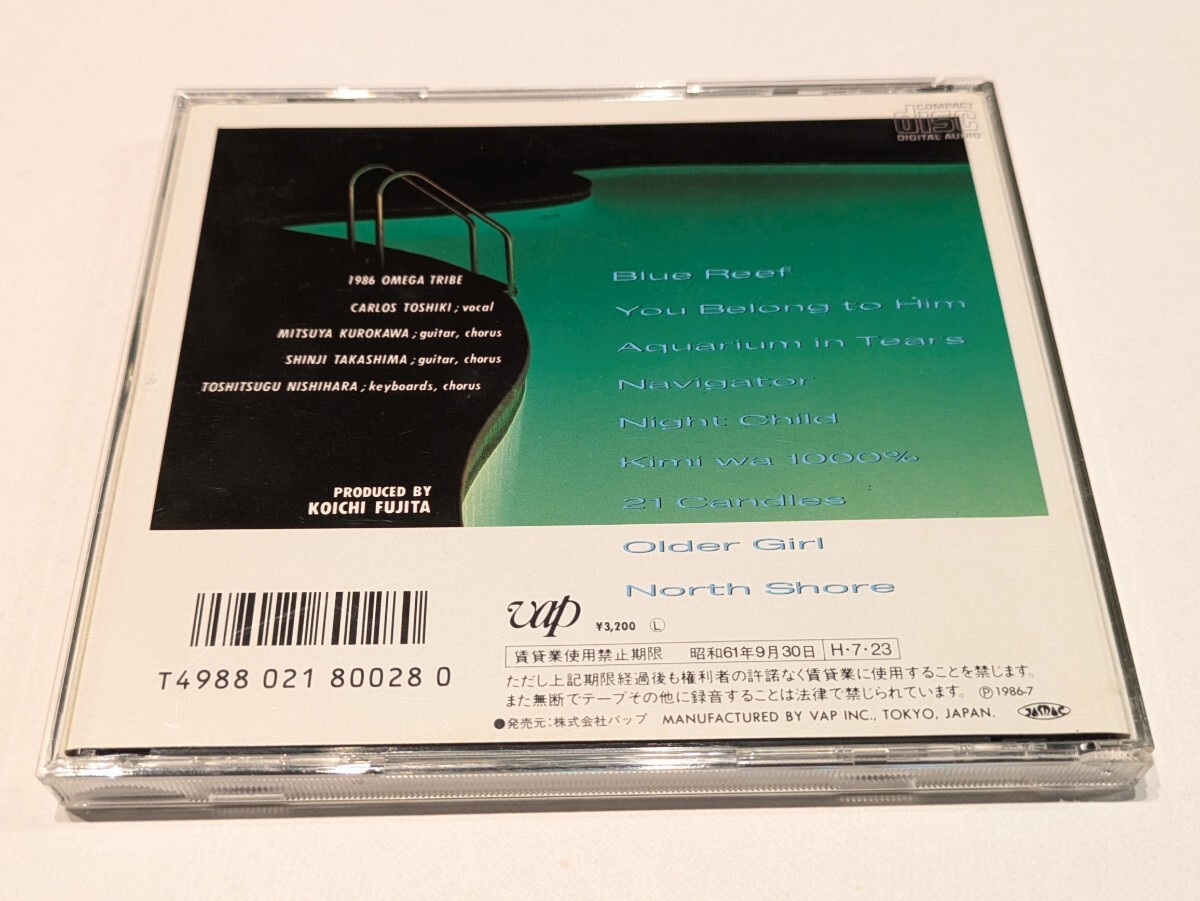 COMPACT
disc
DIGITAL AUDIO
1986 OMEGA TRIBE
CARLOS TOSHIKI ; vocal
MITSUYA KUROKAWA ; guitar, chorus
SHINJI TAKASHIMA ; guitar, chorus
TOSHITSUGU NISHIHARA ; keyboards, chorus
PRODUCED BY
KOICHI FUJITA
Blue Reef
You Belong to Him
Aquarium in Tears
Navigator
Night Child
Kimi wa 1000%
21 Candles
Older Girl
North Shore
T4988 021 80028 0
vap
¥3,200 Ⓛ
賃貸業使用禁止期限 昭和61年9月30日 H・7・23
ただし上記期限経過後も権利者の許諾なく賃貸業に使用することを禁じます。
また無断でテープその他に録音することは法律で禁じられています。 Ⓟ1986-7
●発売元:株式会社バップ MANUFACTURED BY VAP INC., TOKYO, JAPAN.
JASRAC